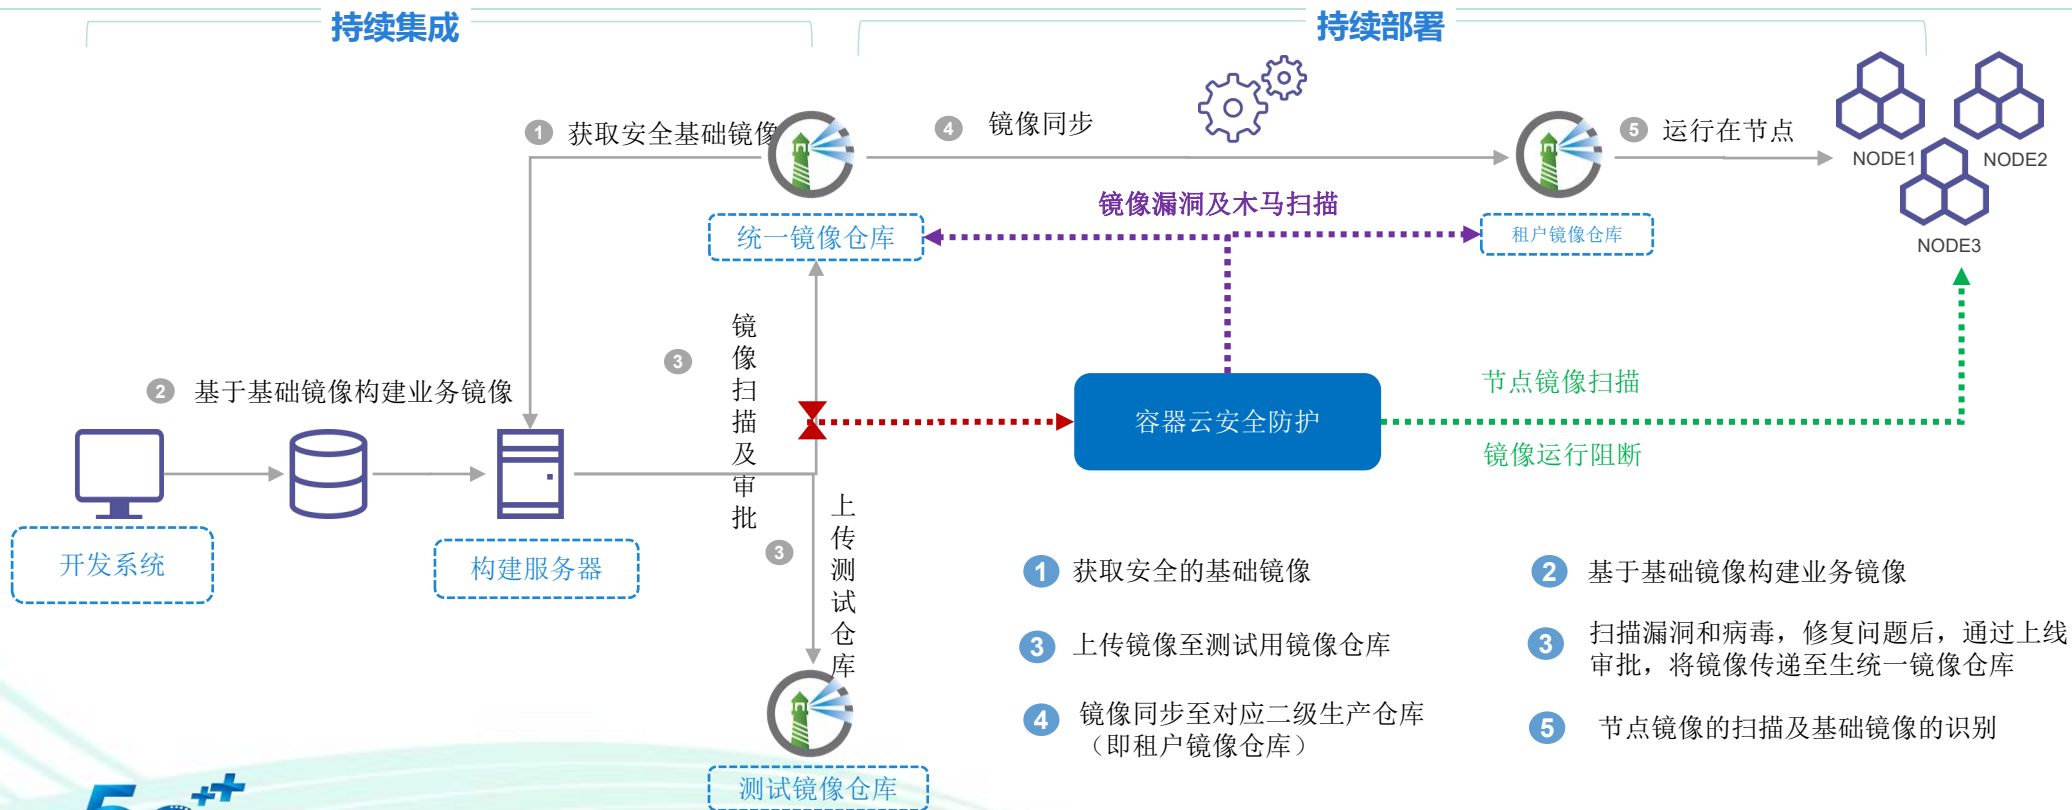 持续集成
持续部署
1 获取安全基础镜像
4 镜像同步
5 运行在节点
NODE1
NODE2
NODE3
镜像漏洞及木马扫描
统一镜像仓库
租户镜像仓库
3 镜像扫描及审批
2 基于基础镜像构建业务镜像
容器云安全防护
节点镜像扫描
镜像运行阻断
开发系统
构建服务器
3 上传测试仓库
测试镜像仓库
1 获取安全的基础镜像
2 基于基础镜像构建业务镜像
3 上传镜像至测试用镜像仓库
3 扫描漏洞和病毒，修复问题后，通过上线
审批，将镜像传递至生统一镜像仓库
4 镜像同步至对应二级生产仓库
（即租户镜像仓库）
5 节点镜像的扫描及基础镜像的识别